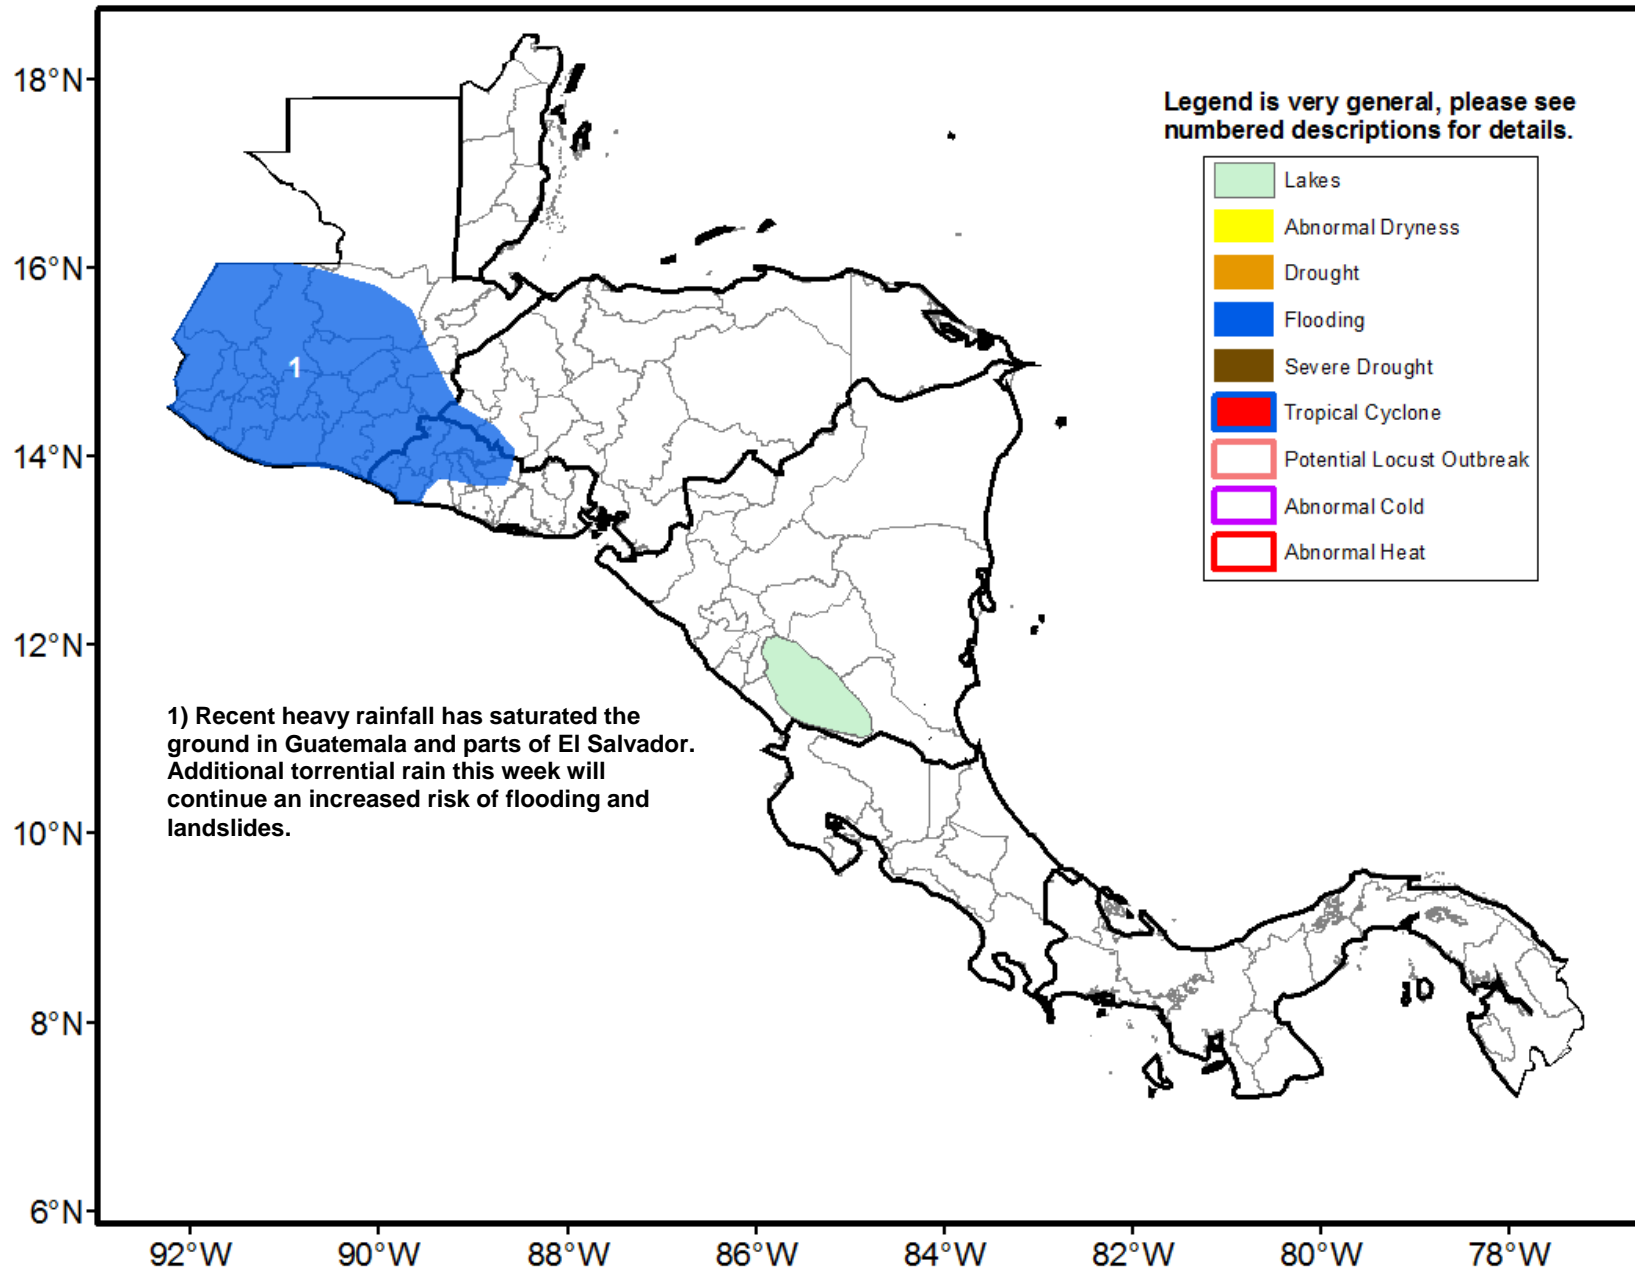 18°N
16°N
14°N
12°N
10°N
8°N
6°N
92°W
90°W
88°W
86°W
84°W
82°W
80°W
78°W
Legend is very general, please see
numbered descriptions for details.
Lakes
Abnormal Dryness
Drought
Flooding
Severe Drought
Tropical Cyclone
Potential Locust Outbreak
Abnormal Cold
Abnormal Heat
1
1) Recent heavy rainfall has saturated the
ground in Guatemala and parts of El Salvador.
Additional torrential rain this week will
continue an increased risk of flooding and
landslides.